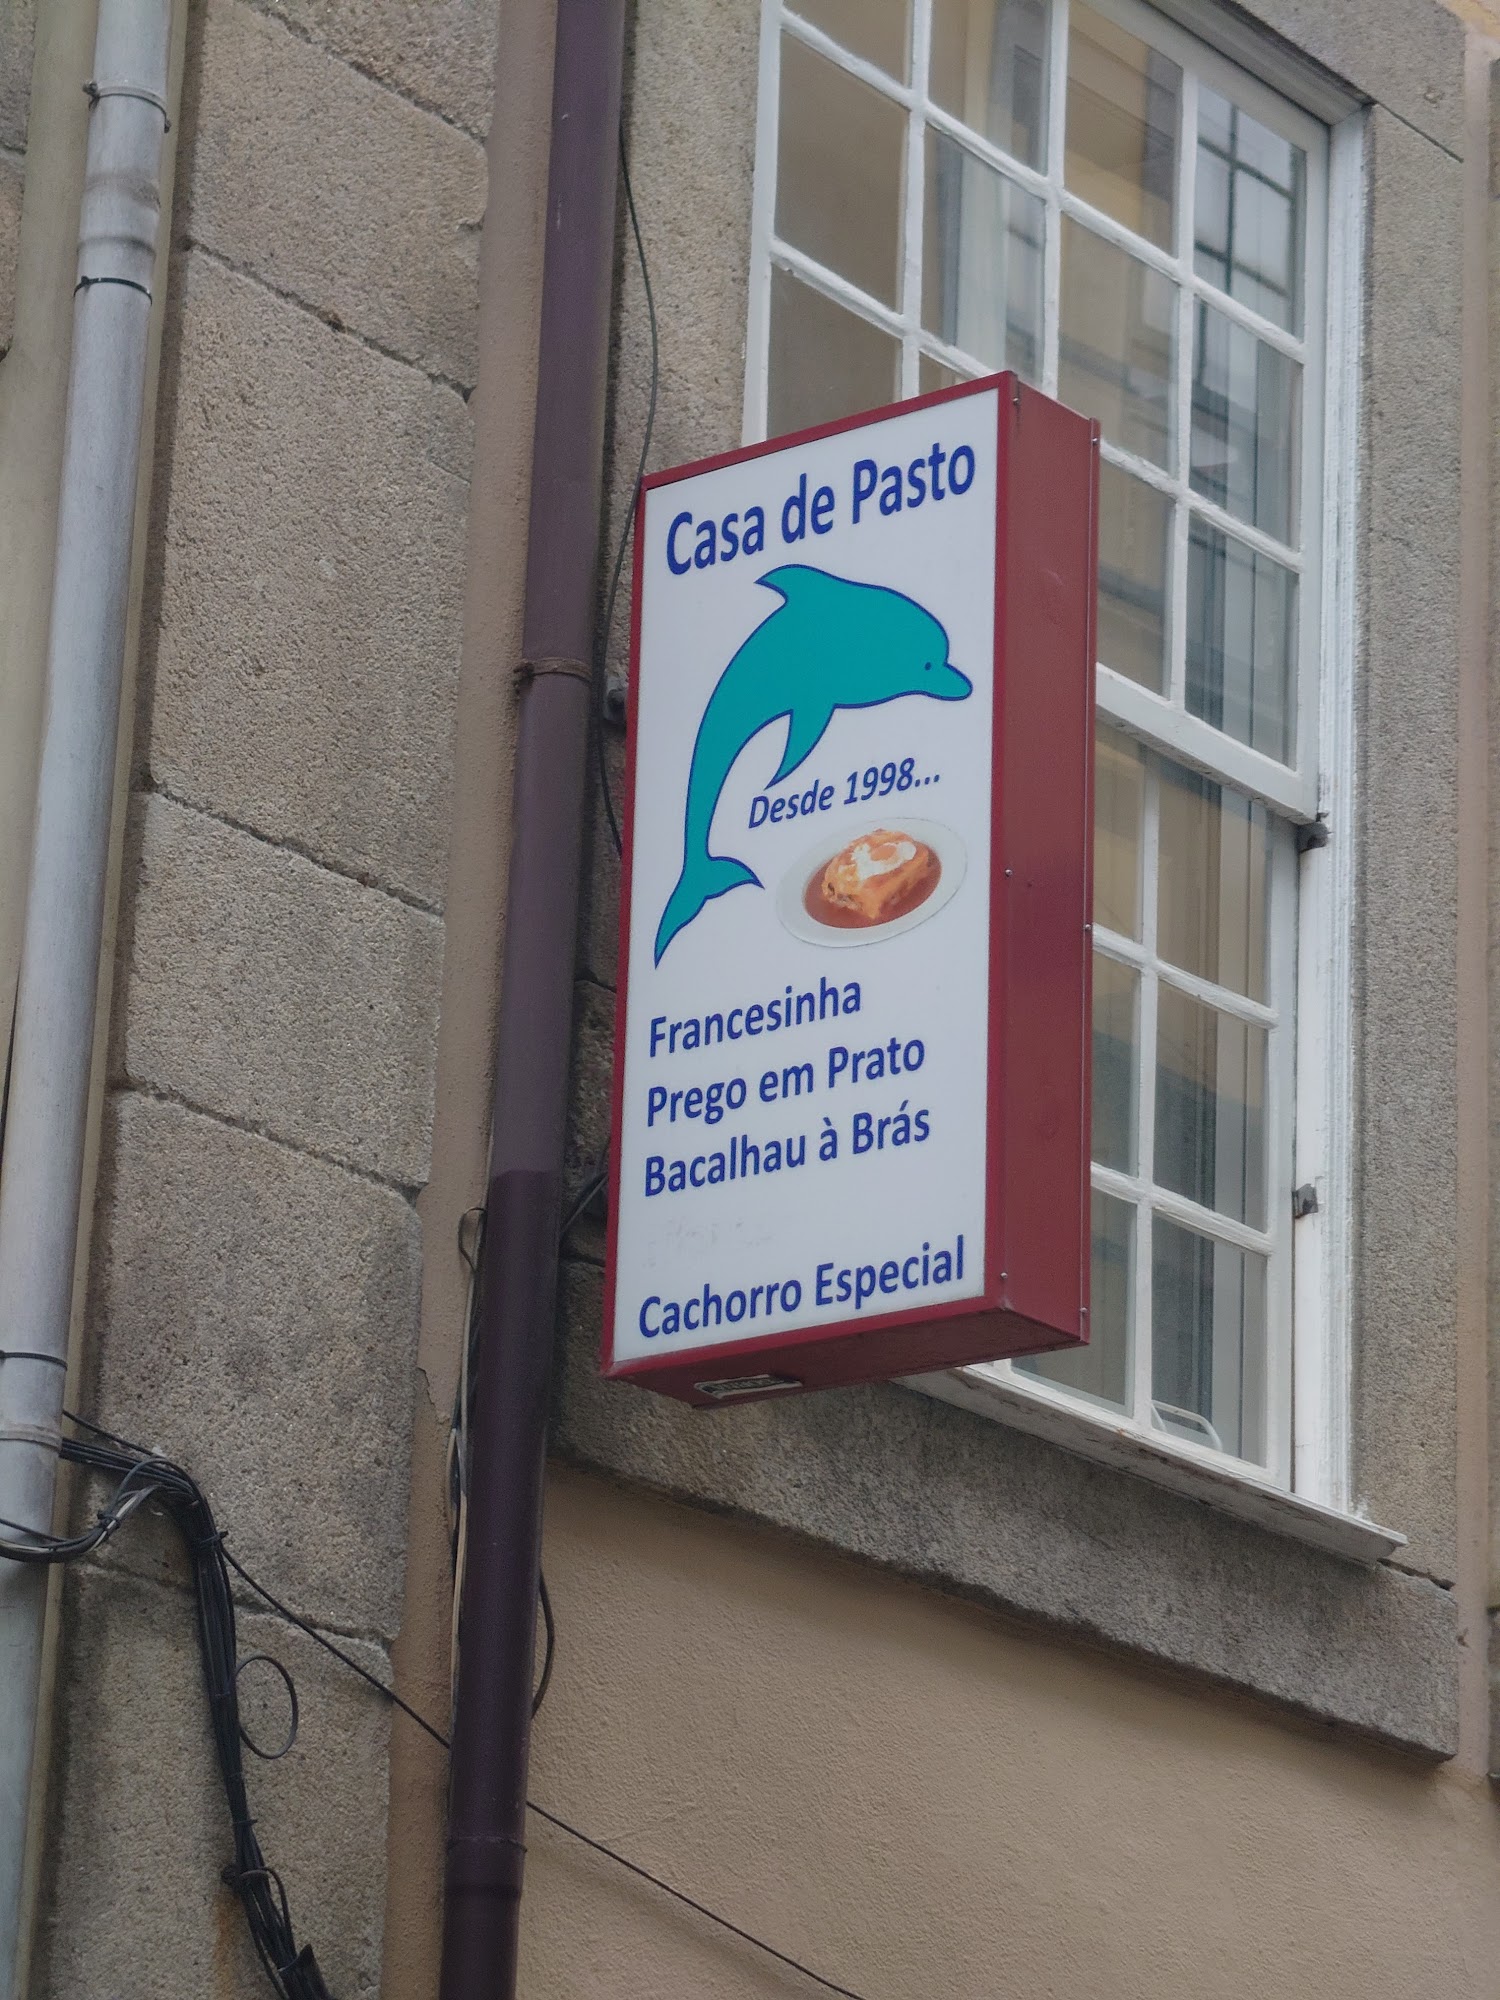 Casa de Pasto
Desde 1998...
Francesinha
Prego em Prato
Bacalhau à Brás
Cachorro Especial